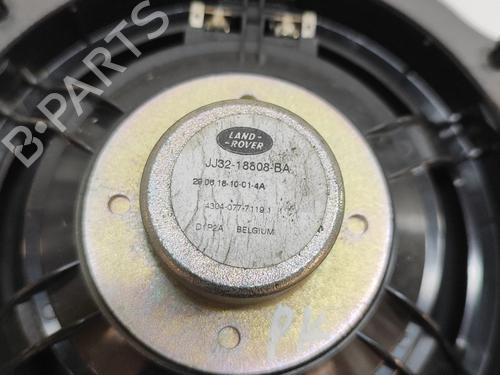 LAND-
-ROVER
JJ32-18808-BA
29.06.18-10-01-4A
4304-077-7119.1
D1P2A BELGIUM
PK
B-PARTS